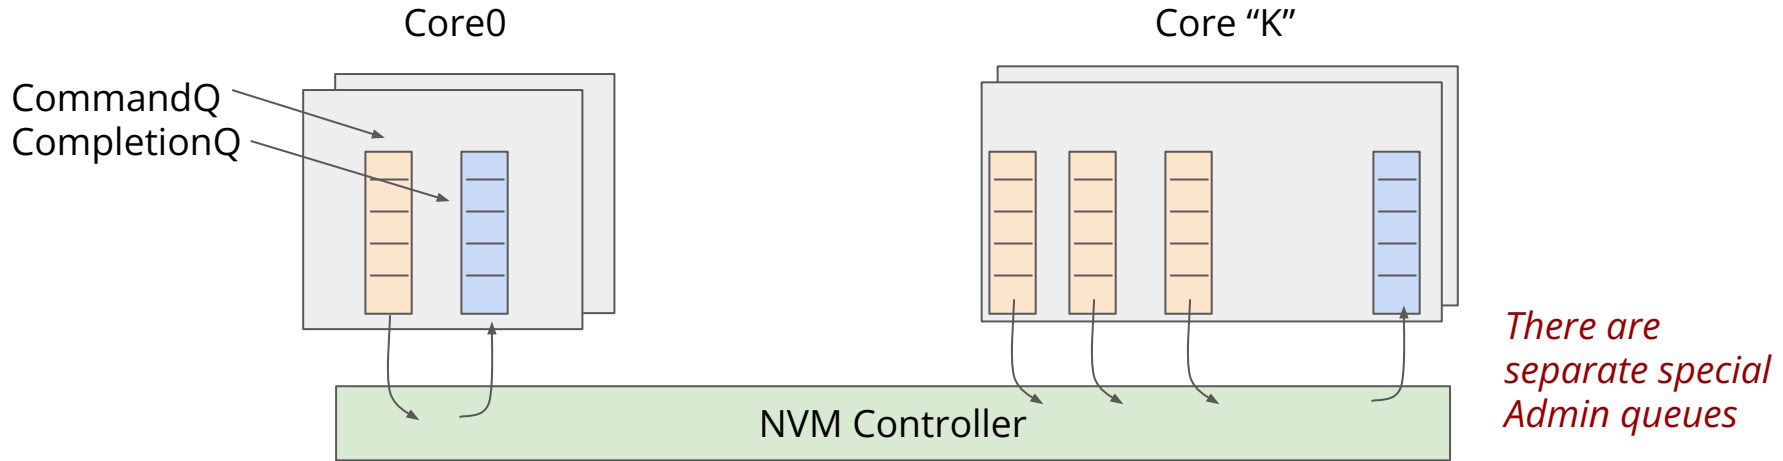 Core0
Core “K”
CommandQ
CompletionQ
There are
separate special
Admin queues
NVM Controller